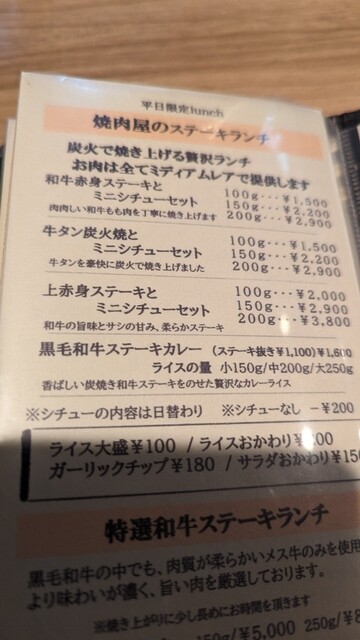 平日限定lunch
焼肉屋のステーキランチ
炭火で焼き上げる贅沢ランチ
お肉は全てミディアムレアで提供します
和牛赤身ステーキと 100g･･･¥1,500
ミニシチューセット 150g･･･¥2,200
肉肉しい和牛もも肉を丁寧に焼き上げます 200g･･･¥2,900
牛タン炭火焼と 100g･･･¥1,500
ミニシチューセット 150g･･･¥2,200
牛タンを豪快に炭火で焼き上げました 200g･･･¥2,900
上赤身ステーキと 100g･･･¥2,000
ミニシチューセット 150g･･･¥2,900
和牛の旨味とサシの甘み、柔らかステーキ 200g･･･¥3,800
黒毛和牛ステーキカレー (ステーキ抜き¥1,100)¥1,600
ライスの量 小150g/中200g/大250g
香ばしい炭焼き和牛ステーキをのせた贅沢なカレーライス
※シチューの内容は日替わり ※シチューなし －¥200
ライス大盛¥100 / ライスおかわり
ガーリックチップ¥180 / サラダおかわり¥15
特選和牛ステーキランチ
黒毛和牛の中でも、肉質が柔らかいメス牛のみを使用
より味わいが濃く、旨い肉を厳選しております。
※焼き上がりに少し長めにお時間を頂きます
150g/¥5,000 250g/¥8